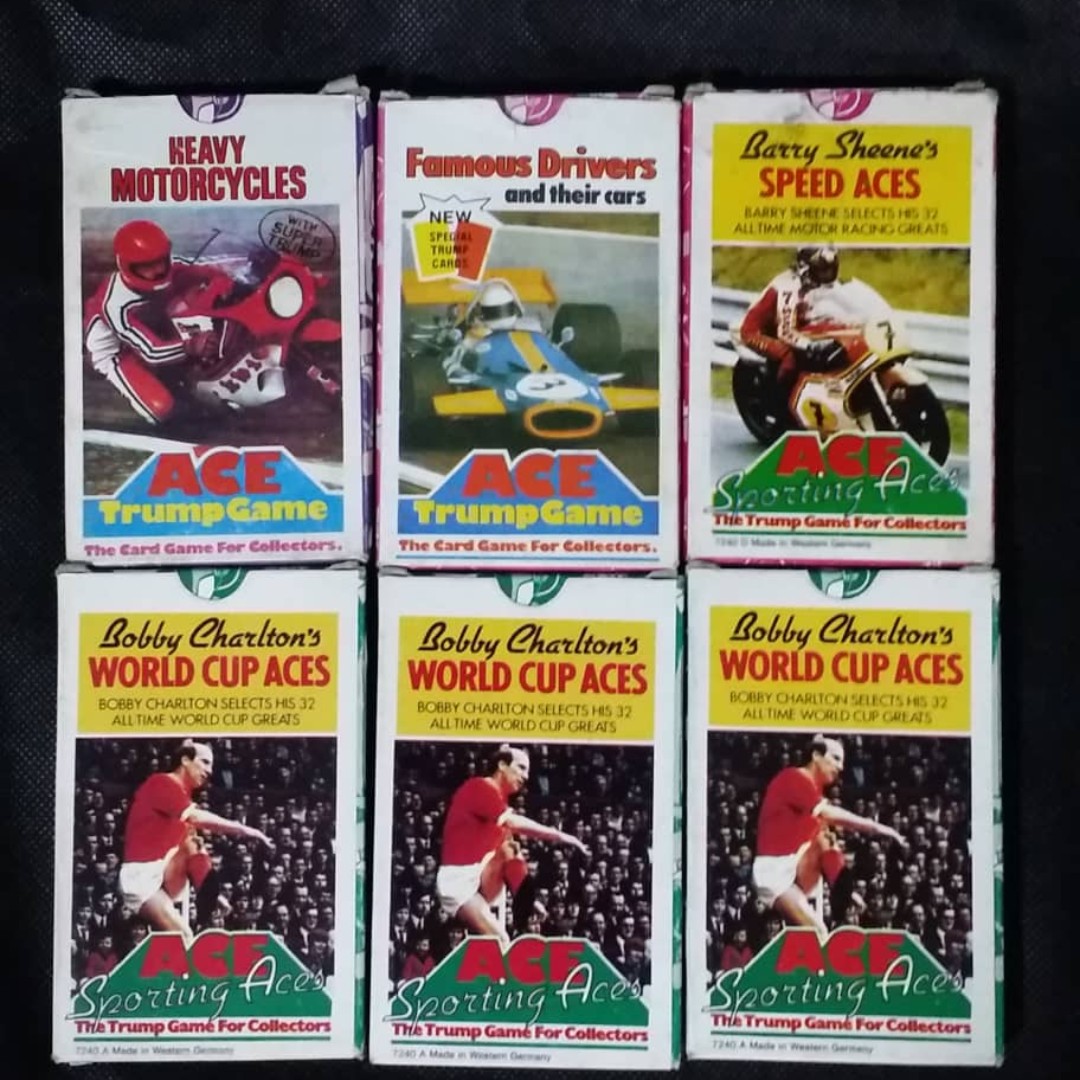 HEAVY
MOTORCYCLES
WITH
SUPER
TRUMP
ACE
TrumpGame
The Card Game For Collectors.
Famous Drivers
and their cars
NEW
SPECIAL
TRUMP
CARDS
ACE
TrumpGame
The Card Game For Collectors.
Barry Sheene's
SPEED ACES
BARRY SHEENE SELECTS HIS 32
ALL TIME MOTOR RACING GREATS
7
7
7
ACE
Sporting Aces
The Trump Game For Collectors
7240 D Made in Western Germany
Bobby Charlton's
WORLD CUP ACES
BOBBY CHARLTON SELECTS HIS 32
ALL TIME WORLD CUP GREATS
ACE
Sporting Aces
The Trump Game For Collectors
7240 A Made in Western Germany
Bobby Charlton's
WORLD CUP ACES
BOBBY CHARLTON SELECTS HIS 32
ALL TIME WORLD CUP GREATS
ACE
Sporting Aces
The Trump Game For Collectors
7240 A Made in Western Germany
Bobby Charlton's
WORLD CUP ACES
BOBBY CHARLTON SELECTS HIS 32
ALL TIME WORLD CUP GREATS
ACE
Sporting Aces
The Trump Game For Collectors
7240 A Made in Western Germany